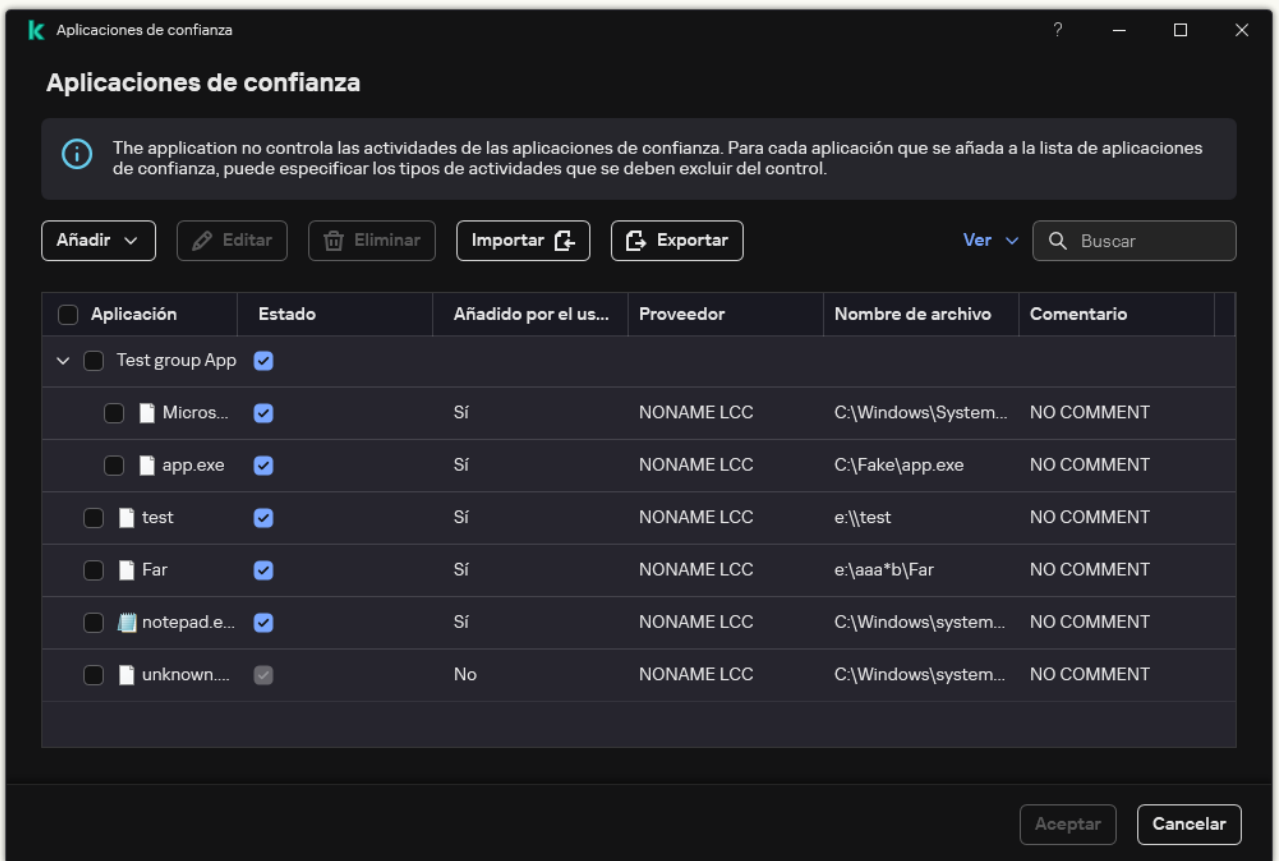 Aplicaciones de confianza
Aplicaciones de confianza
The application no controla las actividades de las aplicaciones de confianza. Para cada aplicación que se añada a la lista de aplicaciones
de confianza, puede especificar los tipos de actividades que se deben excluir del control.
Añadir Editar Eliminar Importar Exportar Ver Buscar
Aplicación Estado Añadido por el us... Proveedor Nombre de archivo Comentario
Test group App
Micros... Sí NONAME LCC C:\Windows\System... NO COMMENT
app.exe Sí NONAME LCC C:\Fake\app.exe NO COMMENT
test Sí NONAME LCC e:\\test NO COMMENT
Far Sí NONAME LCC e:\aaa*b\Far NO COMMENT
notepad.e... Sí NONAME LCC C:\Windows\system... NO COMMENT
unknown.... No NONAME LCC C:\Windows\system... NO COMMENT
Aceptar Cancelar